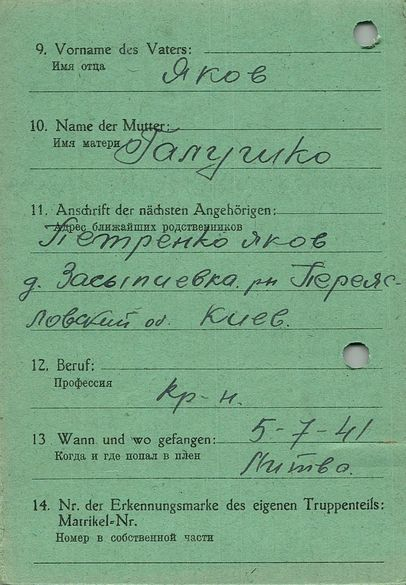 9. Vorname des Vaters:
Имя отца
Яков
10. Name der Mutter:
Имя матери
Галушко
11. Anschrift der nächsten Angehörigen:
Адрес ближайших родственников
Петренко Яков
д. Засыпиевка. рн Переяс-
ловский об. Киев.
12. Beruf:
Профессия
кр-н.
13 Wann und wo gefangen:
5-7-41
Когда и где попал в плен
Литва.
14. Nr. der Erkennungsmarke des eigenen Truppenteils:
Matrikel-Nr.
Номер в собственной части